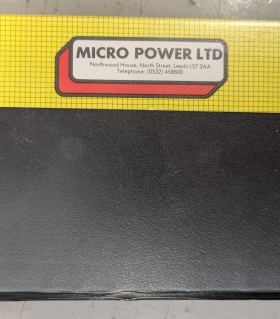 MICRO POWER LTD
Northwood House, North Street, Leeds LS7 2AA
Telephone: (0532) 458800